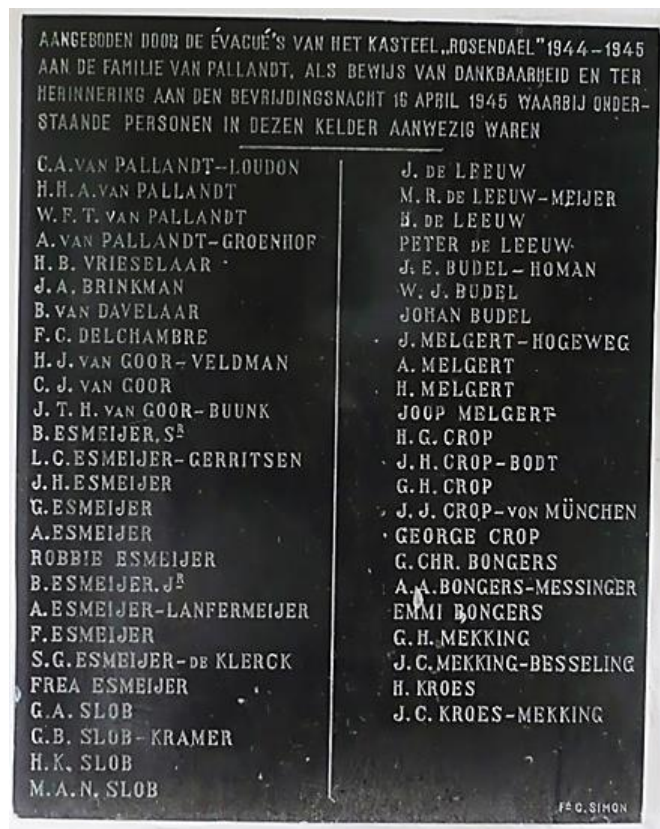 AANGEBODEN DOOR DE ÉVACUÉ'S VAN HET KASTEEL „ROSENDAEL" 1944-1945
AAN DE FAMILIE VAN PALLANDT, ALS BEWIJS VAN DANKBAARHEID EN TER
HERINNERING AAN DEN BEVRIJDINGSNACHT 16 APRIL 1945 WAARBIJ ONDER-
STAANDE PERSONEN IN DEZEN KELDER AANWEZIG WAREN
C.A. VAN PALLANDT-LOUDON
H.H.A. VAN PALLANDT
W.F.T. VAN PALLANDT
A. VAN PALLANDT-GROENHOF
H.B. VRIESELAAR
J.A. BRINKMAN
B. VAN DAVELAAR
F.C. DELCHAMBRE
H.J. VAN GOOR-VELDMAN
C.J. VAN GOOR
J.T.H. VAN GOOR-BUUNK
B. ESMEIJER, SR
L.C. ESMEIJER-GERRITSEN
J.H. ESMEIJER
G. ESMEIJER
A. ESMEIJER
ROBBIE ESMEIJER
B. ESMEIJER, JR
A. ESMEIJER-LANFERMEIJER
F. ESMEIJER
S.G. ESMEIJER-DE KLERCK
FREA ESMEIJER
G.A. SLOB
G.B. SLOB-KRAMER
H.K. SLOB
M.A.N. SLOB
J. DE LEEUW
M.R. DE LEEUW-MEIJER
H. DE LEEUW
PETER DE LEEUW
J.E. BUDEL-HOMAN
W.J. BUDEL
JOHAN BUDEL
J. MELGERT-HOGEWEG
A. MELGERT
H. MELGERT
JOOP MELGERT
H.G. CROP
J.H. CROP-BODT
G.H. CROP
J.J. CROP-VON MÜNCHEN
GEORGE CROP
G. CHR. BONGERS
A.A. BONGERS-MESSINGER
EMMI BONGERS
G.H. MEKKING
J.C. MEKKING-BESSELING
H. KROES
J.C. KROES-MEKKING
Fa G. SIMON